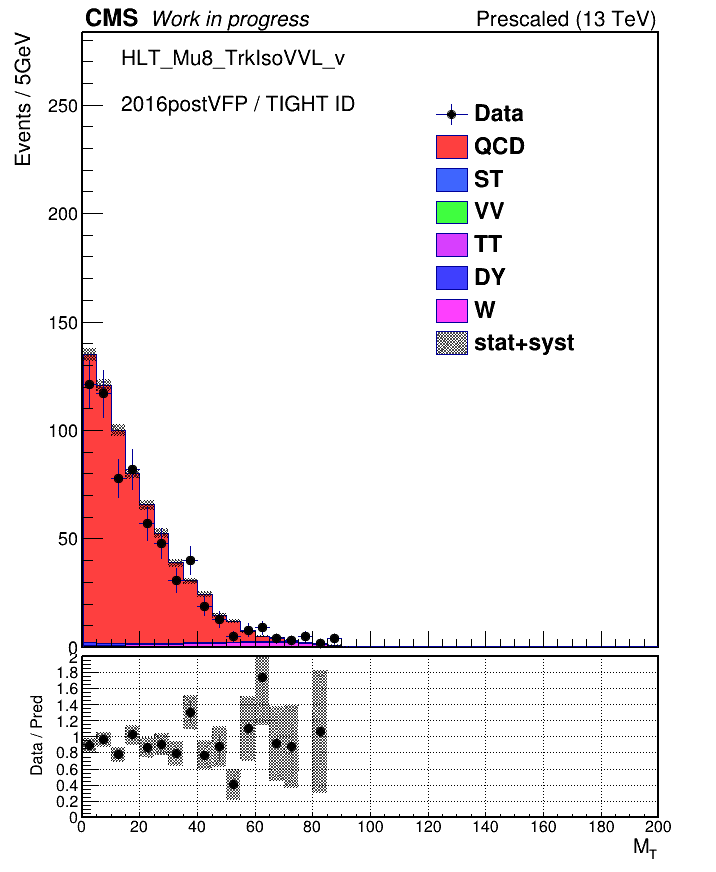 CMS Work in progress Prescaled (13 TeV)
Events / 5GeV
HLT_Mu8_TrkIsoVVL_v
2016postVFP / TIGHT ID
Data
QCD
ST
VV
TT
DY
W
stat+syst
250
200
150
100
50
0
Data / Pred
2
1.8
1.6
1.4
1.2
1
0.8
0.6
0.4
0.2
0
0 20 40 60 80 100 120 140 160 180 200
M_T